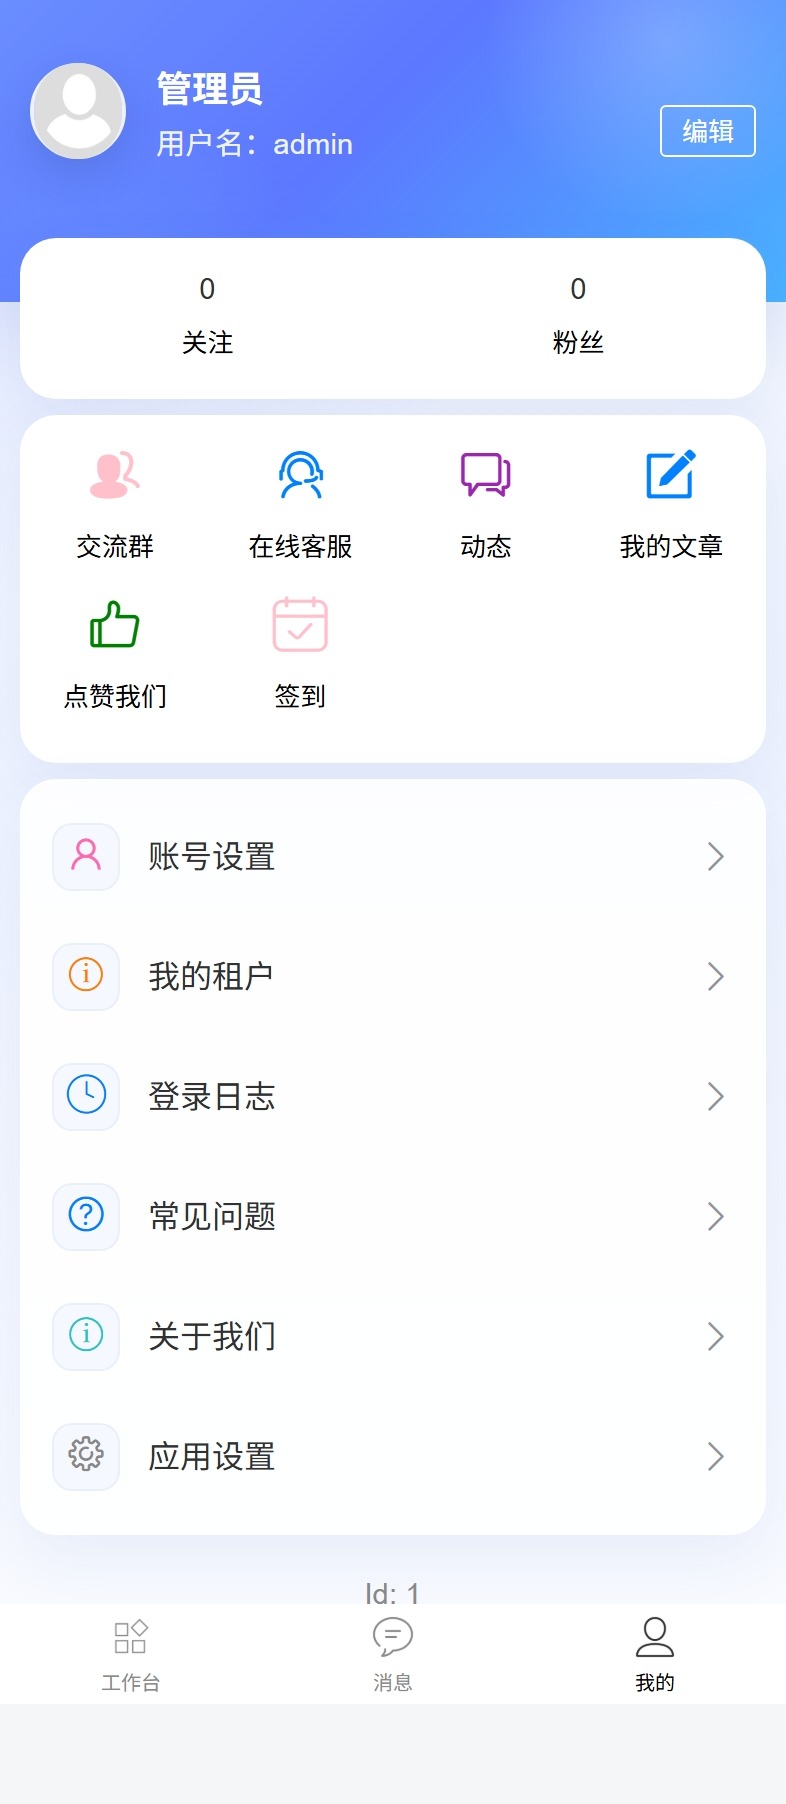 管理员
用户名：admin
编辑
0
0
关注
粉丝
交流群
在线客服
动态
我的文章
点赞我们
签到
账号设置
我的租户
登录日志
常见问题
关于我们
应用设置
Id: 1
工作台
消息
我的